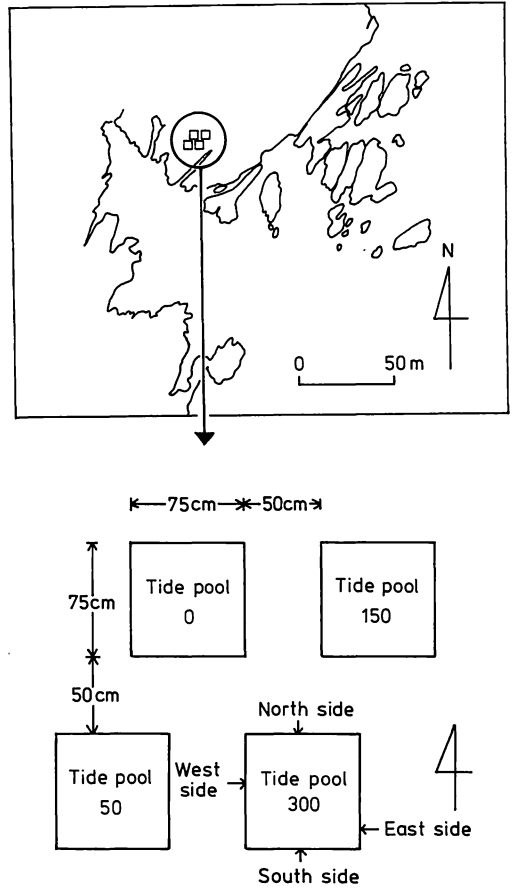 N
0 50 m
75cm 50cm
75cm
Tide pool
0
Tide pool
150
50cm
North side
Tide pool
50
West
side
Tide pool
300
East side
South side